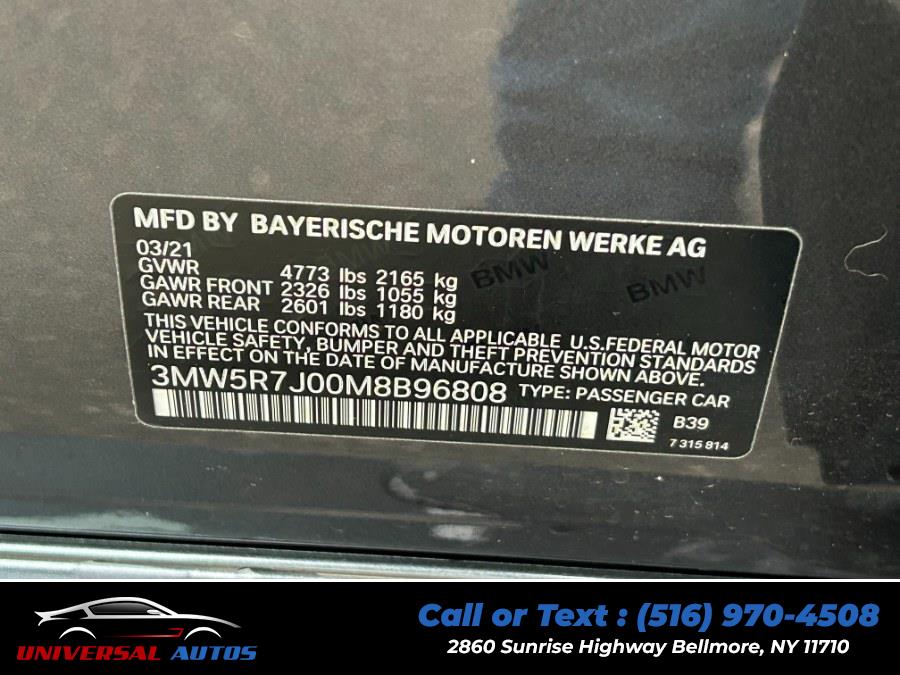 MFD BY BAYERISCHE MOTOREN WERKE AG
03/21
GVWR 4773 lbs 2165 kg
GAWR FRONT 2326 lbs 1055 kg
GAWR REAR 2601 lbs 1180 kg
BMW BMW
THIS VEHICLE CONFORMS TO ALL APPLICABLE U.S.FEDERAL MOTOR
VEHICLE SAFETY, BUMPER AND THEFT PREVENTION STANDARDS
IN EFFECT ON THE DATE OF MANUFACTURE SHOWN ABOVE.
3MW5R7J00M8B96808 TYPE: PASSENGER CAR
B39
7 315 814
UNIVERSAL AUTOS
Call or Text : (516) 970-4508
2860 Sunrise Highway Bellmore, NY 11710